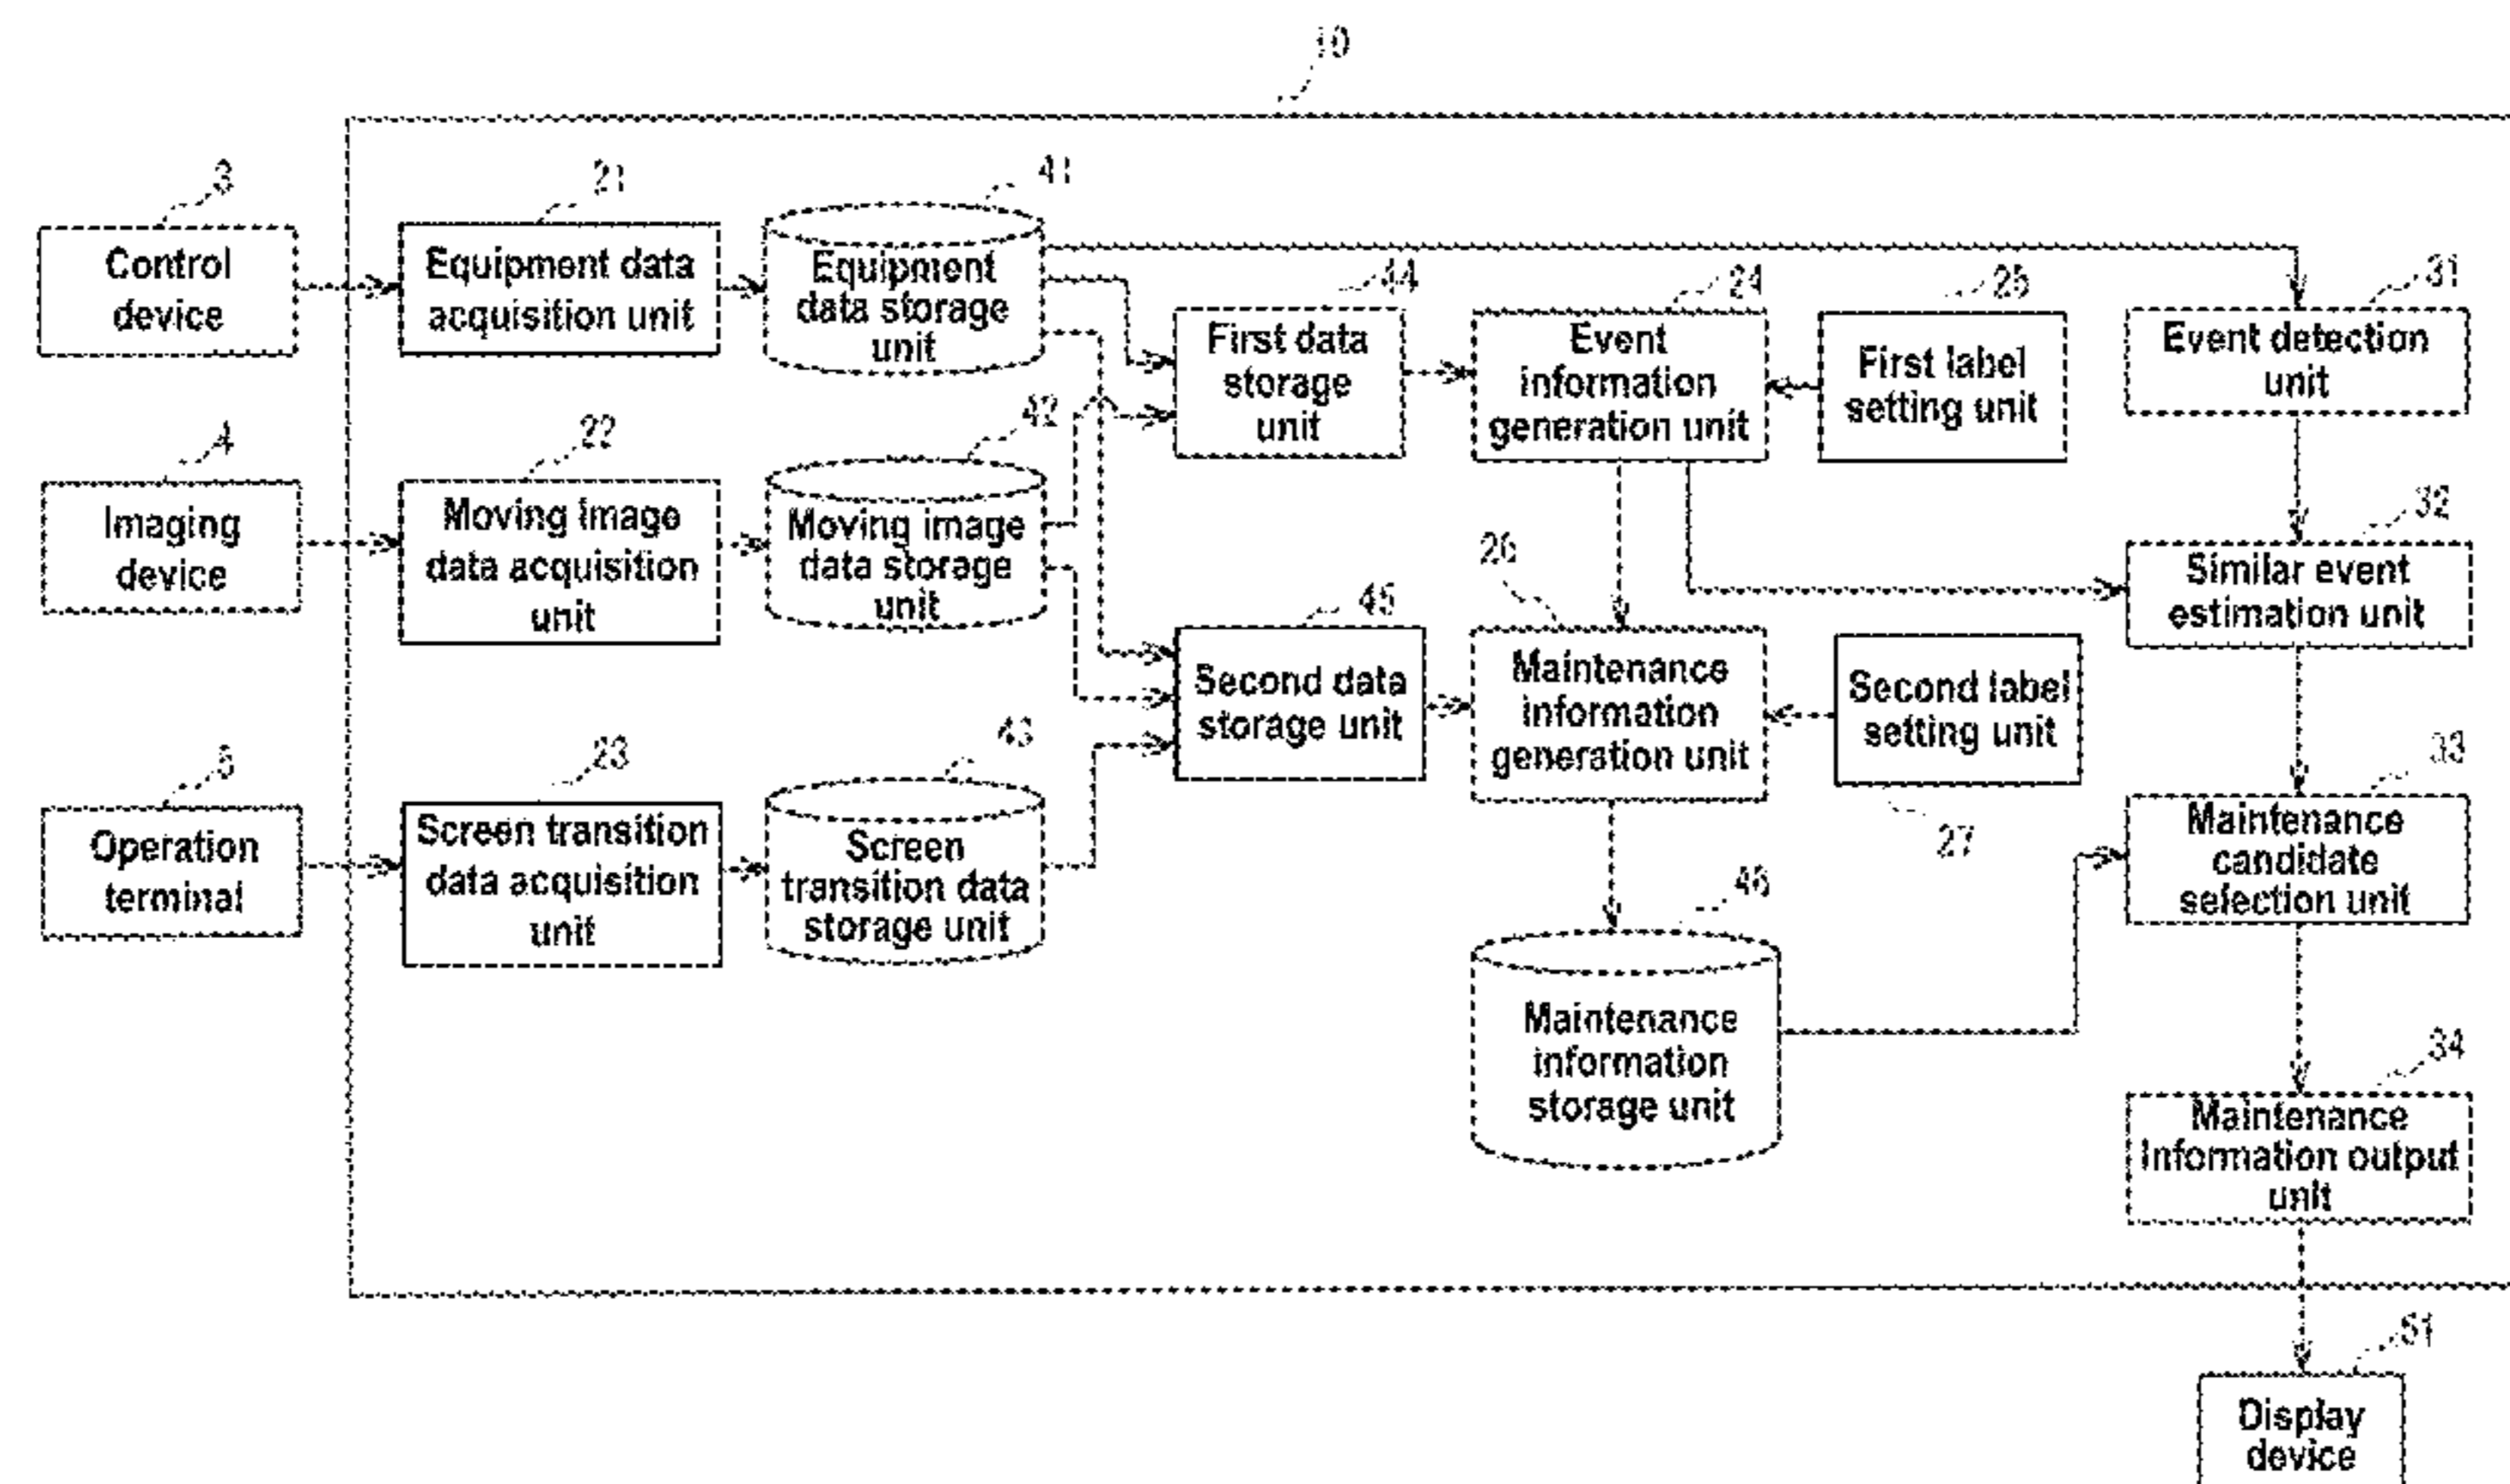 10
3
Control
device
21
Equipment data
acquisition unit
41
Equipment
data storage
unit
44
First data
storage
unit
24
Event
information
generation unit
25
First label
setting unit
31
Event detection
unit
4
Imaging
device
22
Moving image
data acquisition
unit
42
Moving image
data storage
unit
45
Second data
storage unit
26
Maintenance
information
generation unit
Second label
setting unit
27
32
Similar event
estimation unit
5
Operation
terminal
23
Screen transition
data acquisition
unit
43
Screen
transition data
storage unit
46
Maintenance
information
storage unit
33
Maintenance
candidate
selection unit
34
Maintenance
Information output
unit
51
Display
device